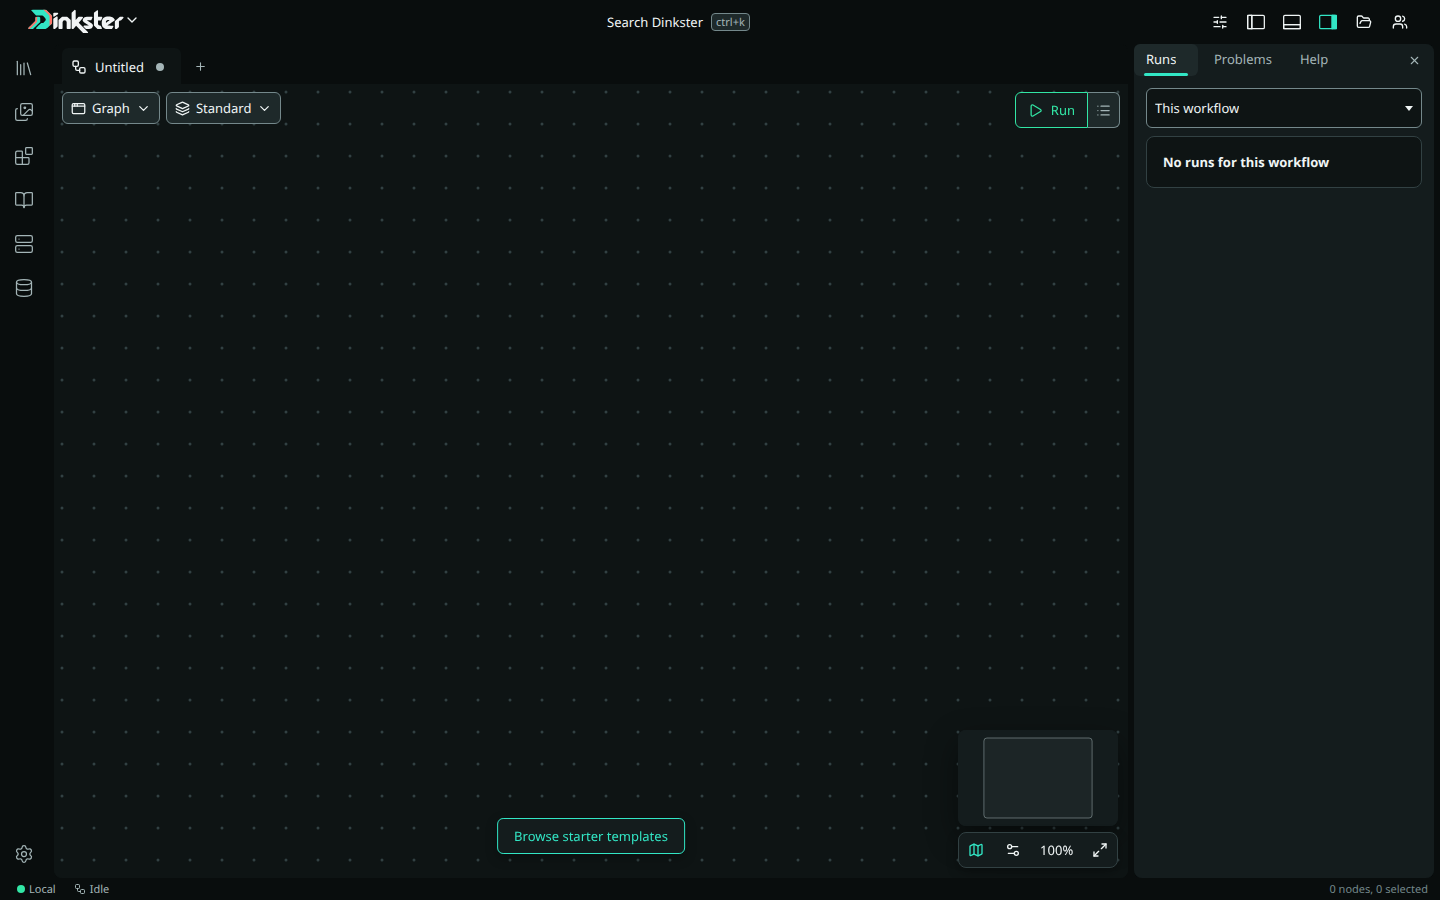 Dinkster
Search Dinkster ctrl+k
Untitled
Graph
Standard
Run
Runs
Problems
Help
This workflow
No runs for this workflow
Browse starter templates
100%
Local
Idle
0 nodes, 0 selected